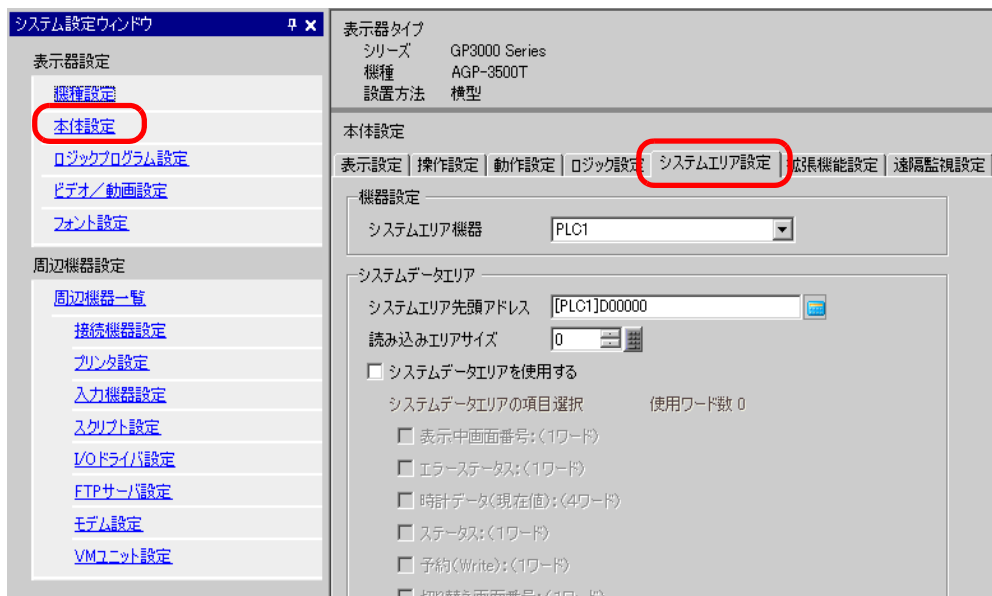 システム設定ウィンドウ
表示器設定
機種設定
本体設定
ロジックプログラム設定
ビデオ／動画設定
フォント設定
周辺機器設定
周辺機器一覧
接続機器設定
プリンタ設定
入力機器設定
スクリプト設定
I/Oドライバ設定
FTPサーバ設定
モデム設定
VMユニット設定
表示器タイプ
シリーズ GP3000 Series
機種 AGP-3500T
設置方法 横型
本体設定
表示設定 操作設定 動作設定 ロジック設定 システムエリア設定 拡張機能設定 遠隔監視設定
機器設定
システムエリア機器 PLC1
システムデータエリア
システムエリア先頭アドレス [PLC1]D00000
読み込みエリアサイズ 0
システムデータエリアを使用する
システムデータエリアの項目選択 使用ワード数 0
表示中画面番号:(1ワード)
エラーステータス:(1ワード)
時計データ(現在値):(4ワード)
ステータス:(1ワード)
予約(Write):(1ワード)
切り替え画面番号:(1ワード)